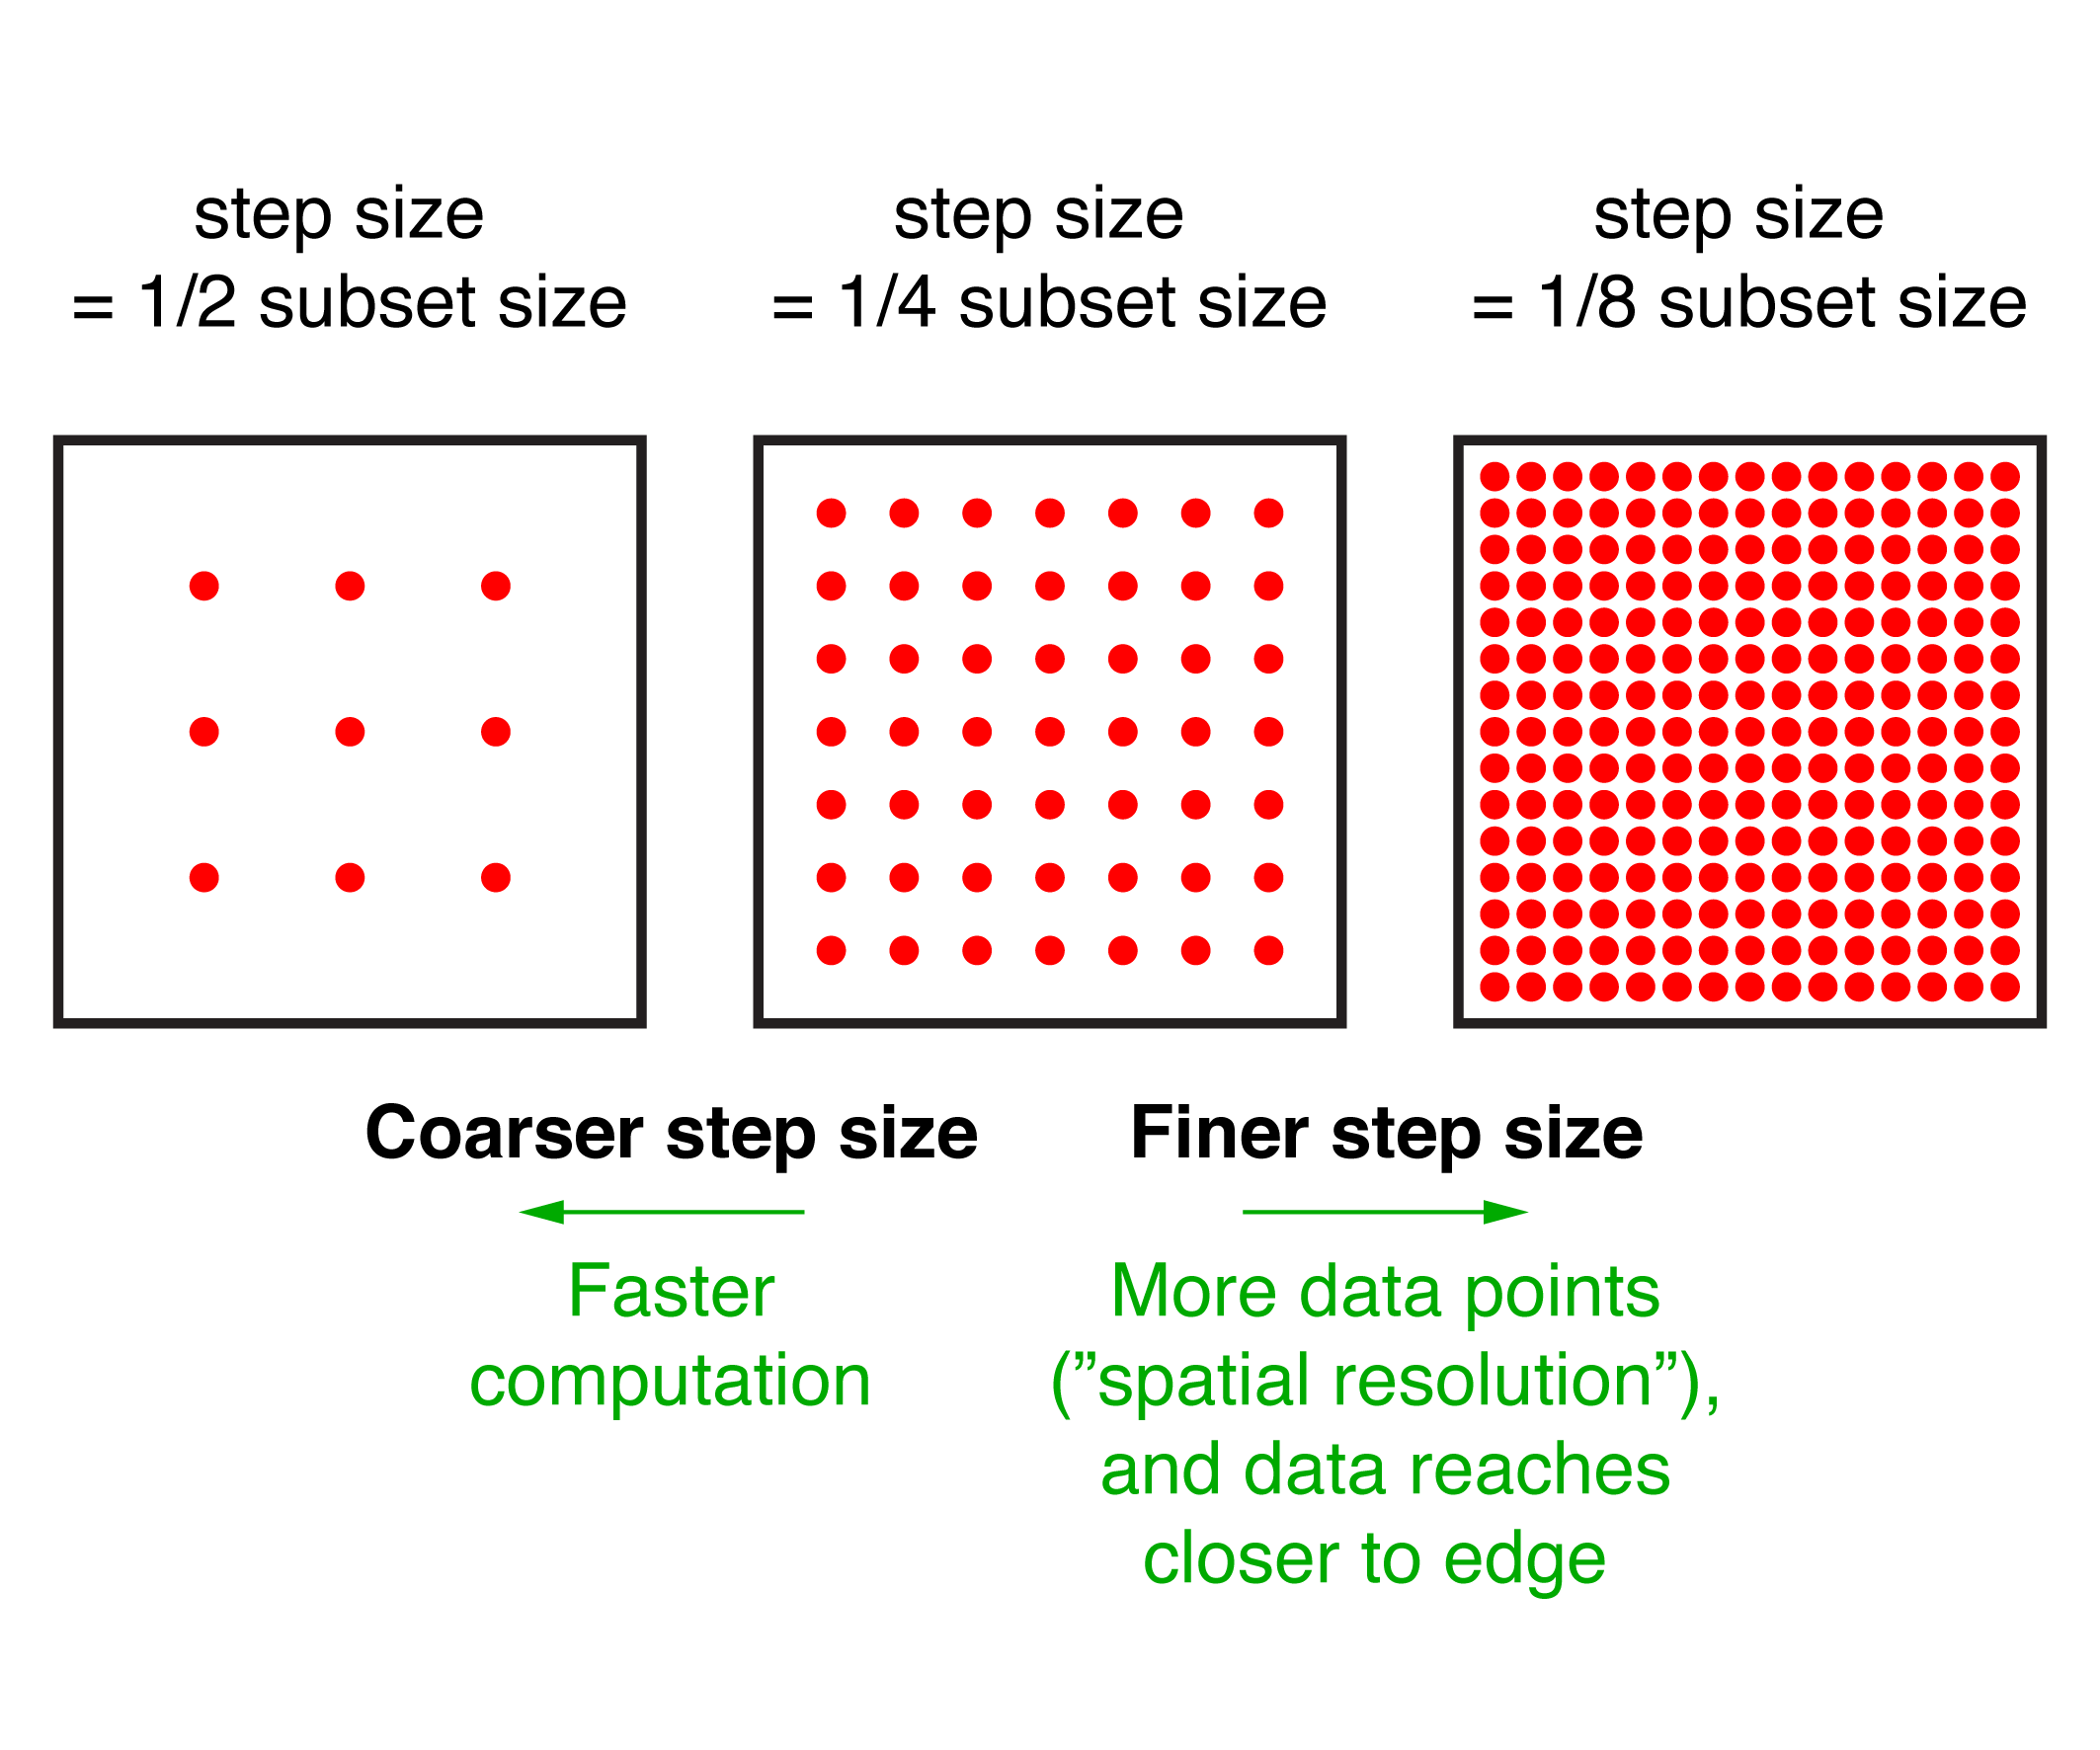 step size
= 1/2 subset size
step size
= 1/4 subset size
step size
= 1/8 subset size
Coarser step size
Faster
computation
Finer step size
More data points
(”spatial resolution”),
and data reaches
closer to edge